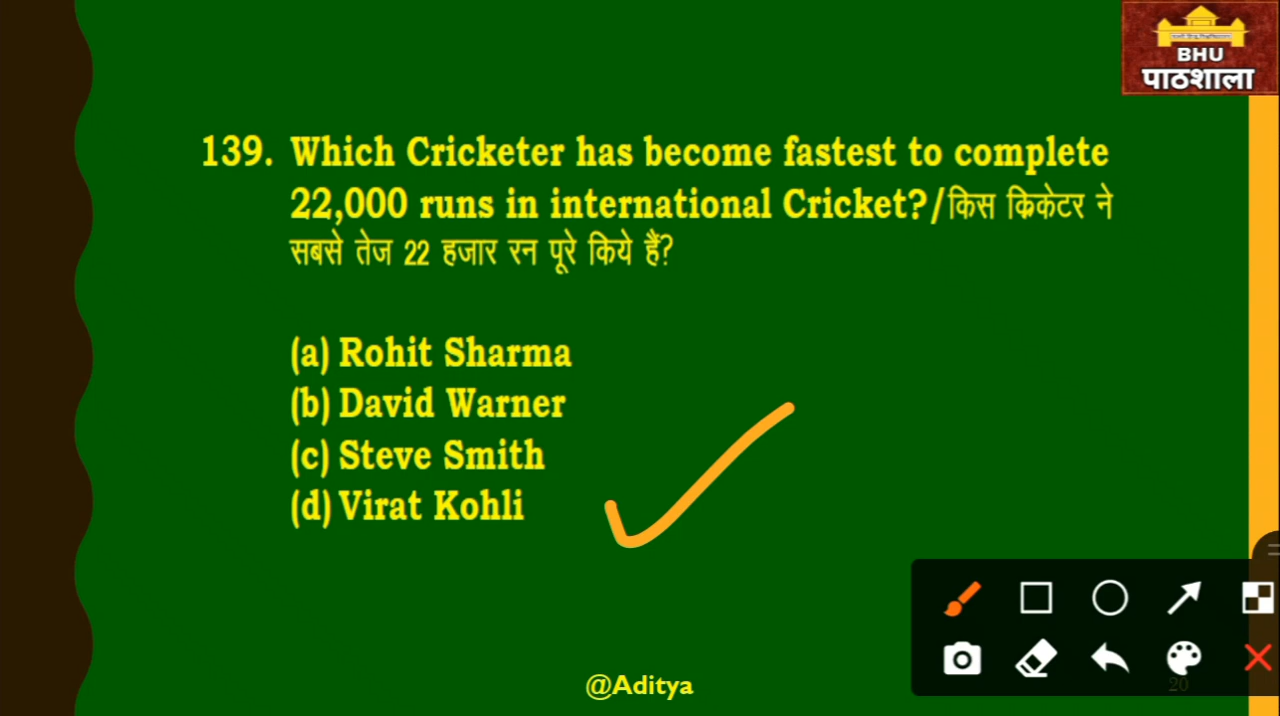 BHU
पाठशाला
139. Which Cricketer has become fastest to complete
22,000 runs in international Cricket?/किस क्रिकेटर ने
सबसे तेज 22 हजार रन पूरे किये हैं?
(a) Rohit Sharma
(b) David Warner
(c) Steve Smith
(d) Virat Kohli
@Aditya
20